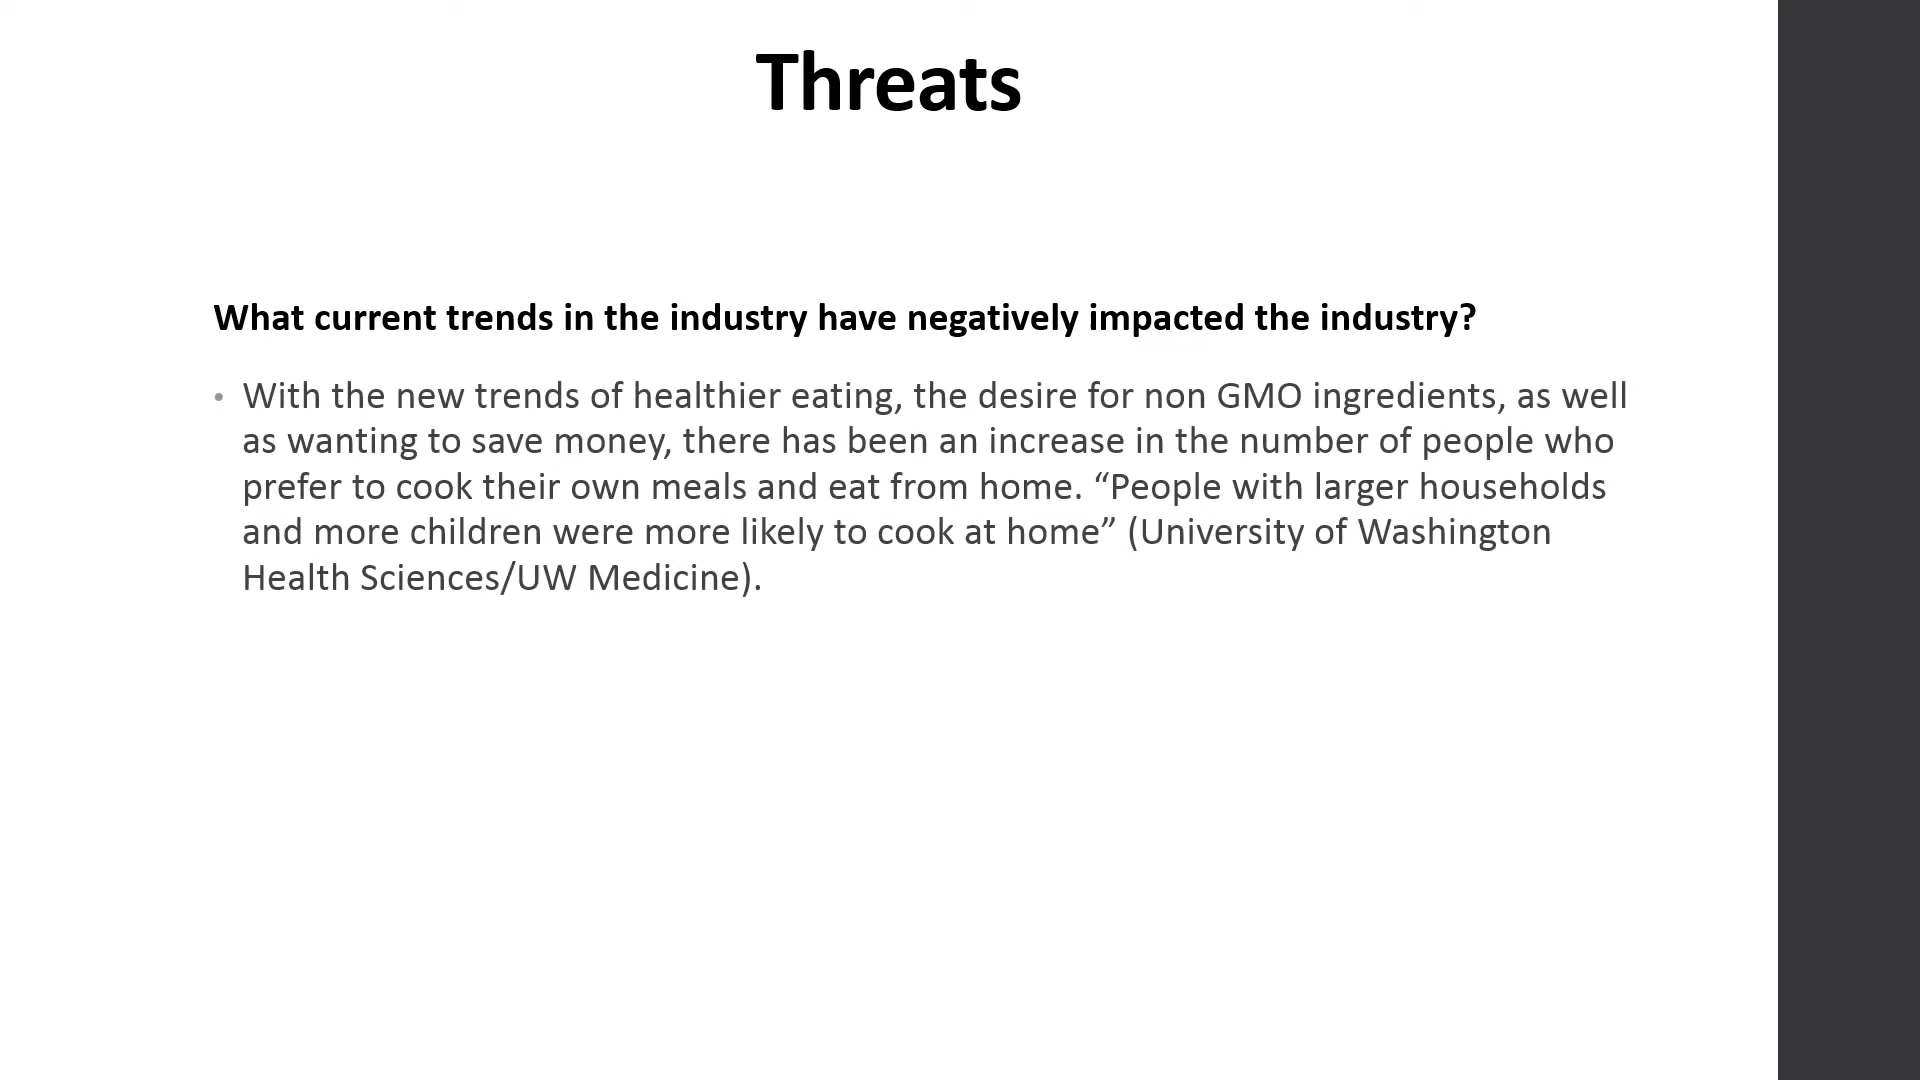 Threats
What current trends in the industry have negatively impacted the industry?
• With the new trends of healthier eating, the desire for non GMO ingredients, as well
as wanting to save money, there has been an increase in the number of people who
prefer to cook their own meals and eat from home. “People with larger households
and more children were more likely to cook at home” (University of Washington
Health Sciences/UW Medicine).